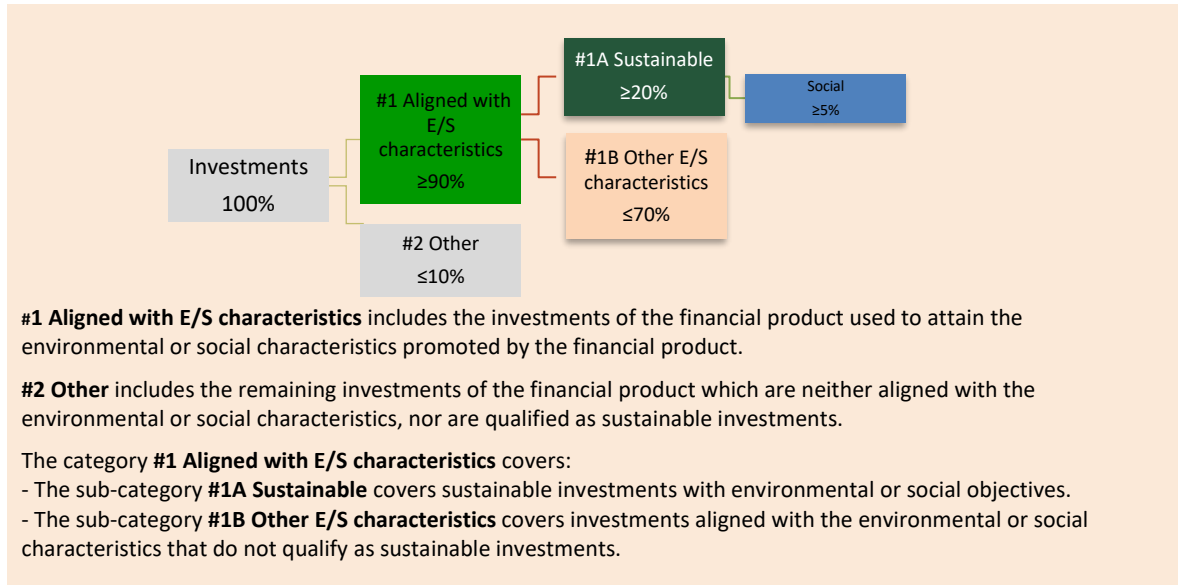 #1A Sustainable
≥20%
Social
≥5%
#1 Aligned with
E/S
characteristics
≥90%
#1B Other E/S
characteristics
≤70%
Investments
100%
#2 Other
≤10%
#1 Aligned with E/S characteristics includes the investments of the financial product used to attain the
environmental or social characteristics promoted by the financial product.
#2 Other includes the remaining investments of the financial product which are neither aligned with the
environmental or social characteristics, nor are qualified as sustainable investments.
The category #1 Aligned with E/S characteristics covers:
- The sub-category #1A Sustainable covers sustainable investments with environmental or social objectives.
- The sub-category #1B Other E/S characteristics covers investments aligned with the environmental or social
characteristics that do not qualify as sustainable investments.